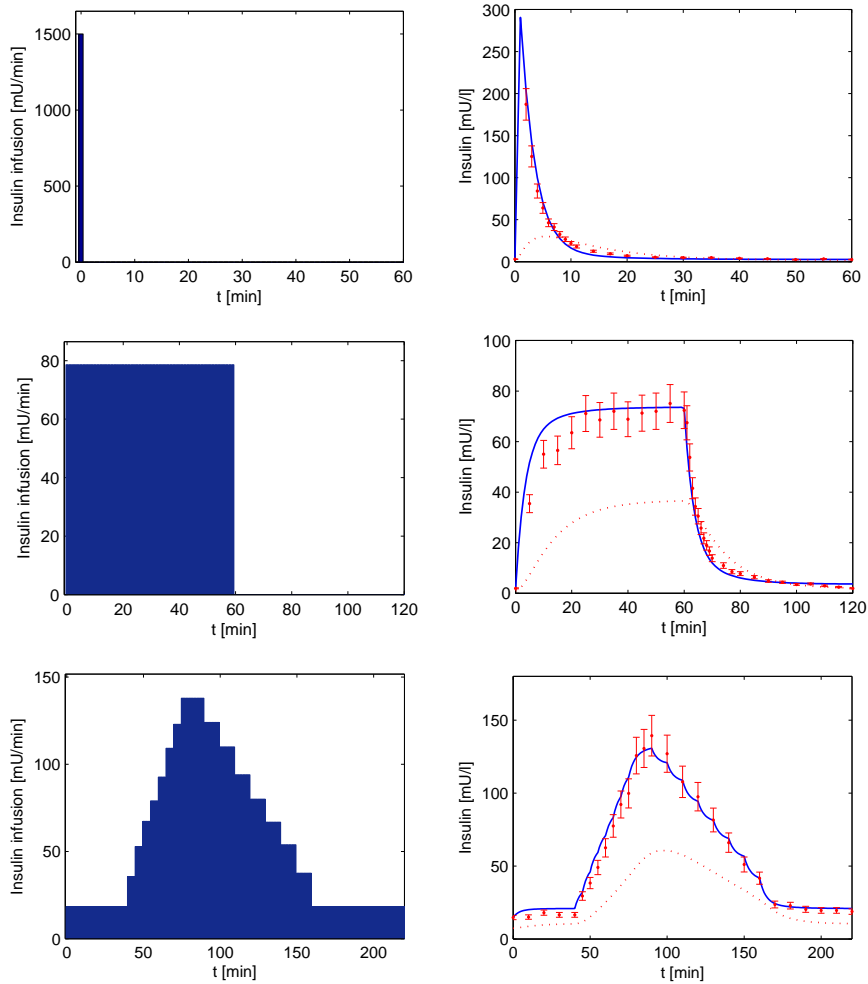 Insulin infusion [mU/min]
1500
1000
500
0
0 10 20 30 40 50 60
t [min]
Insulin [mU/l]
300
250
200
150
100
50
0
0 10 20 30 40 50 60
t [min]
Insulin infusion [mU/min]
80
60
40
20
0
0 20 40 60 80 100 120
t [min]
Insulin [mU/l]
100
80
60
40
20
0
0 20 40 60 80 100 120
t [min]
Insulin infusion [mU/min]
150
100
50
0
50 100 150 200
t [min]
Insulin [mU/l]
150
100
50
0
0 50 100 150 200
t [min]